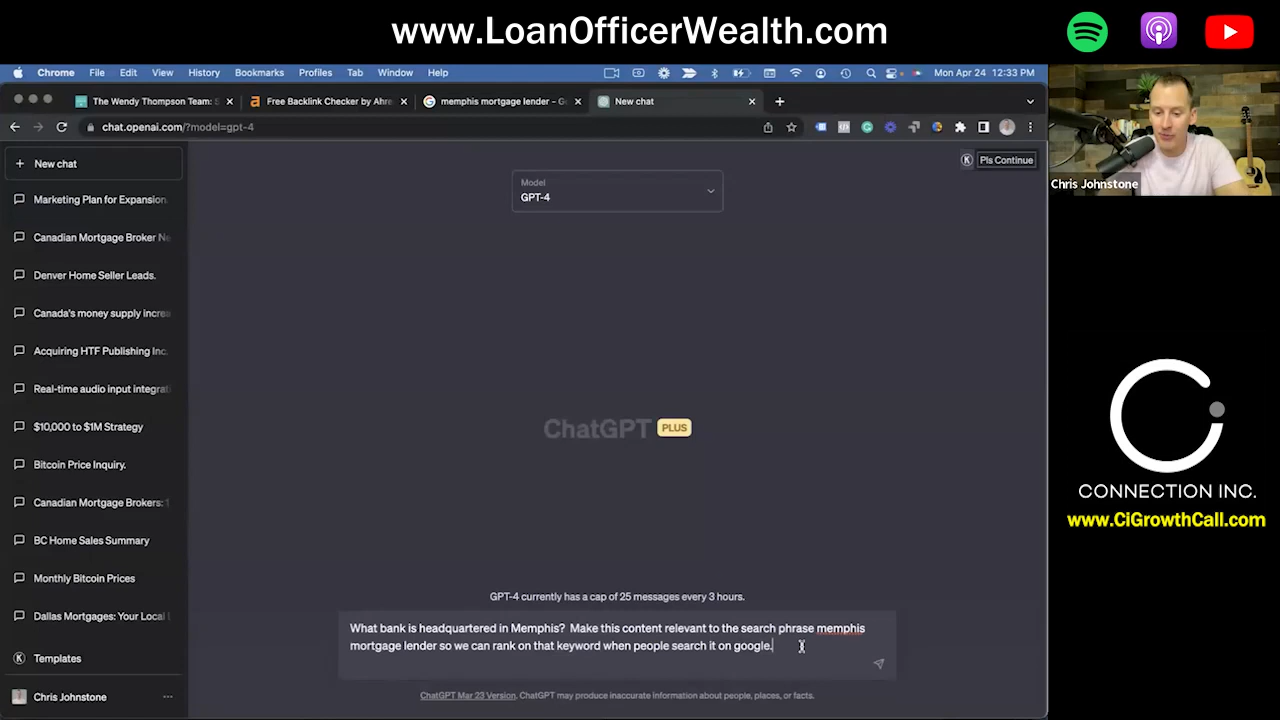 www.LoanOfficerWealth.com
Chrome File Edit View History Bookmarks Profiles Tab Window Help Mon Apr 24 12:33 PM
The Wendy Thompson Team: Free Backlink Checker by Ahre memphis mortgage lender - G New chat
chat.openai.com/?model=gpt-4
New chat
K Pls Continue
Chris Johnstone
Model
GPT-4
Marketing Plan for Expansion.
Canadian Mortgage Broker Ne
Denver Home Seller Leads.
Canada's money supply increa
Acquiring HTF Publishing Inc.
Real-time audio input integrati
$10,000 to $1M Strategy
Bitcoin Price Inquiry.
Canadian Mortgage Brokers:
BC Home Sales Summary
Monthly Bitcoin Prices
Dallas Mortgages: Your Local
K Templates
Chris Johnstone ...
ChatGPT PLUS
GPT-4 currently has a cap of 25 messages every 3 hours.
What bank is headquartered in Memphis? Make this content relevant to the search phrase memphis
mortgage lender so we can rank on that keyword when people search it on google.
ChatGPT Mar 23 Version. ChatGPT may produce inaccurate information about people, places, or facts.
CONNECTION INC.
www.CiGrowthCall.com